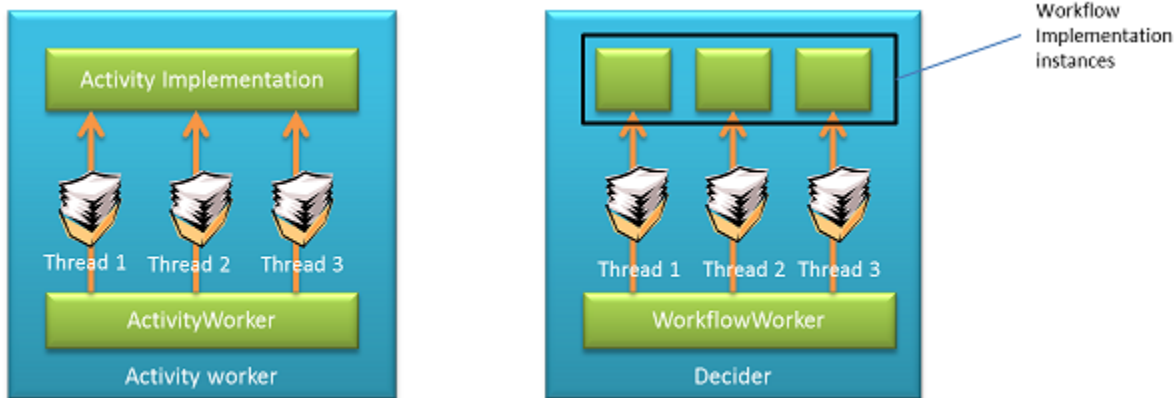 Activity Implementation
Thread 1
Thread 2
Thread 3
ActivityWorker
Activity worker
Workflow
Implementation
instances
Thread 1
Thread 2
Thread 3
WorkflowWorker
Decider